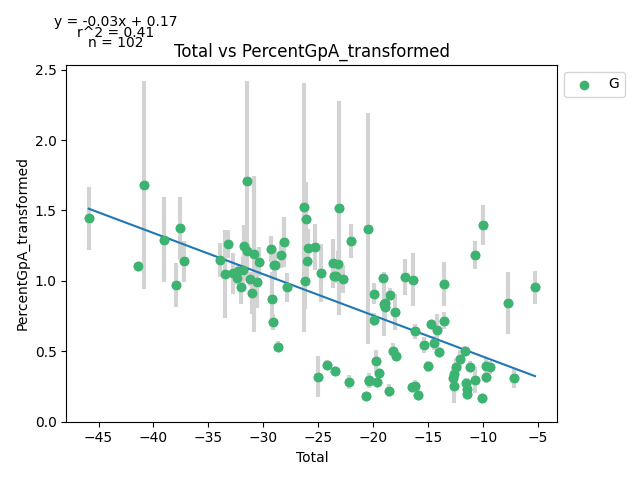 y = -0.03x + 0.17
r^2 = 0.41
n = 102
Total vs PercentGpA_transformed
G
PercentGpA_transformed
2.5
2.0
1.5
1.0
0.5
0.0
−45 −40 −35 −30 −25 −20 −15 −10 −5
Total